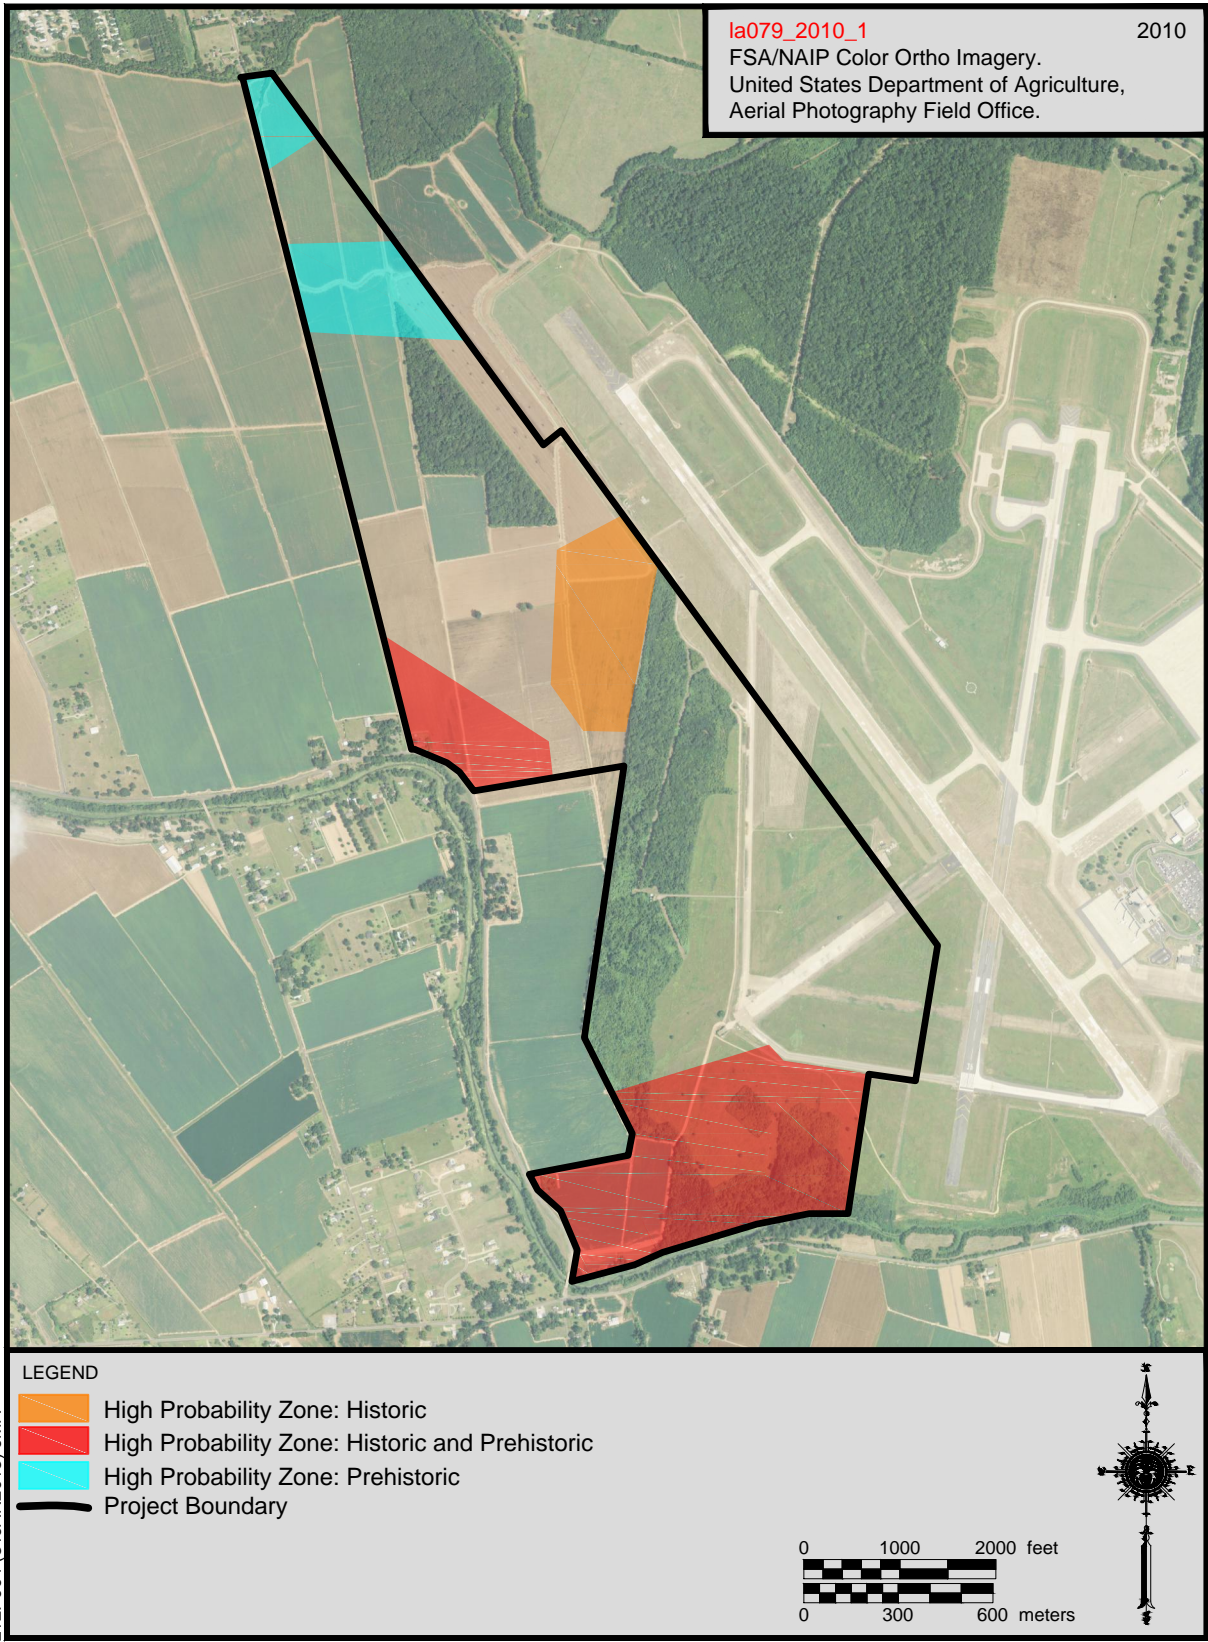 la079_2010_1 2010
FSA/NAIP Color Ortho Imagery.
United States Department of Agriculture,
Aerial Photography Field Office.
LEGEND
High Probability Zone: Historic
High Probability Zone: Historic and Prehistoric
High Probability Zone: Prehistoric
Project Boundary
0 1000 2000 feet
0 300 600 meters